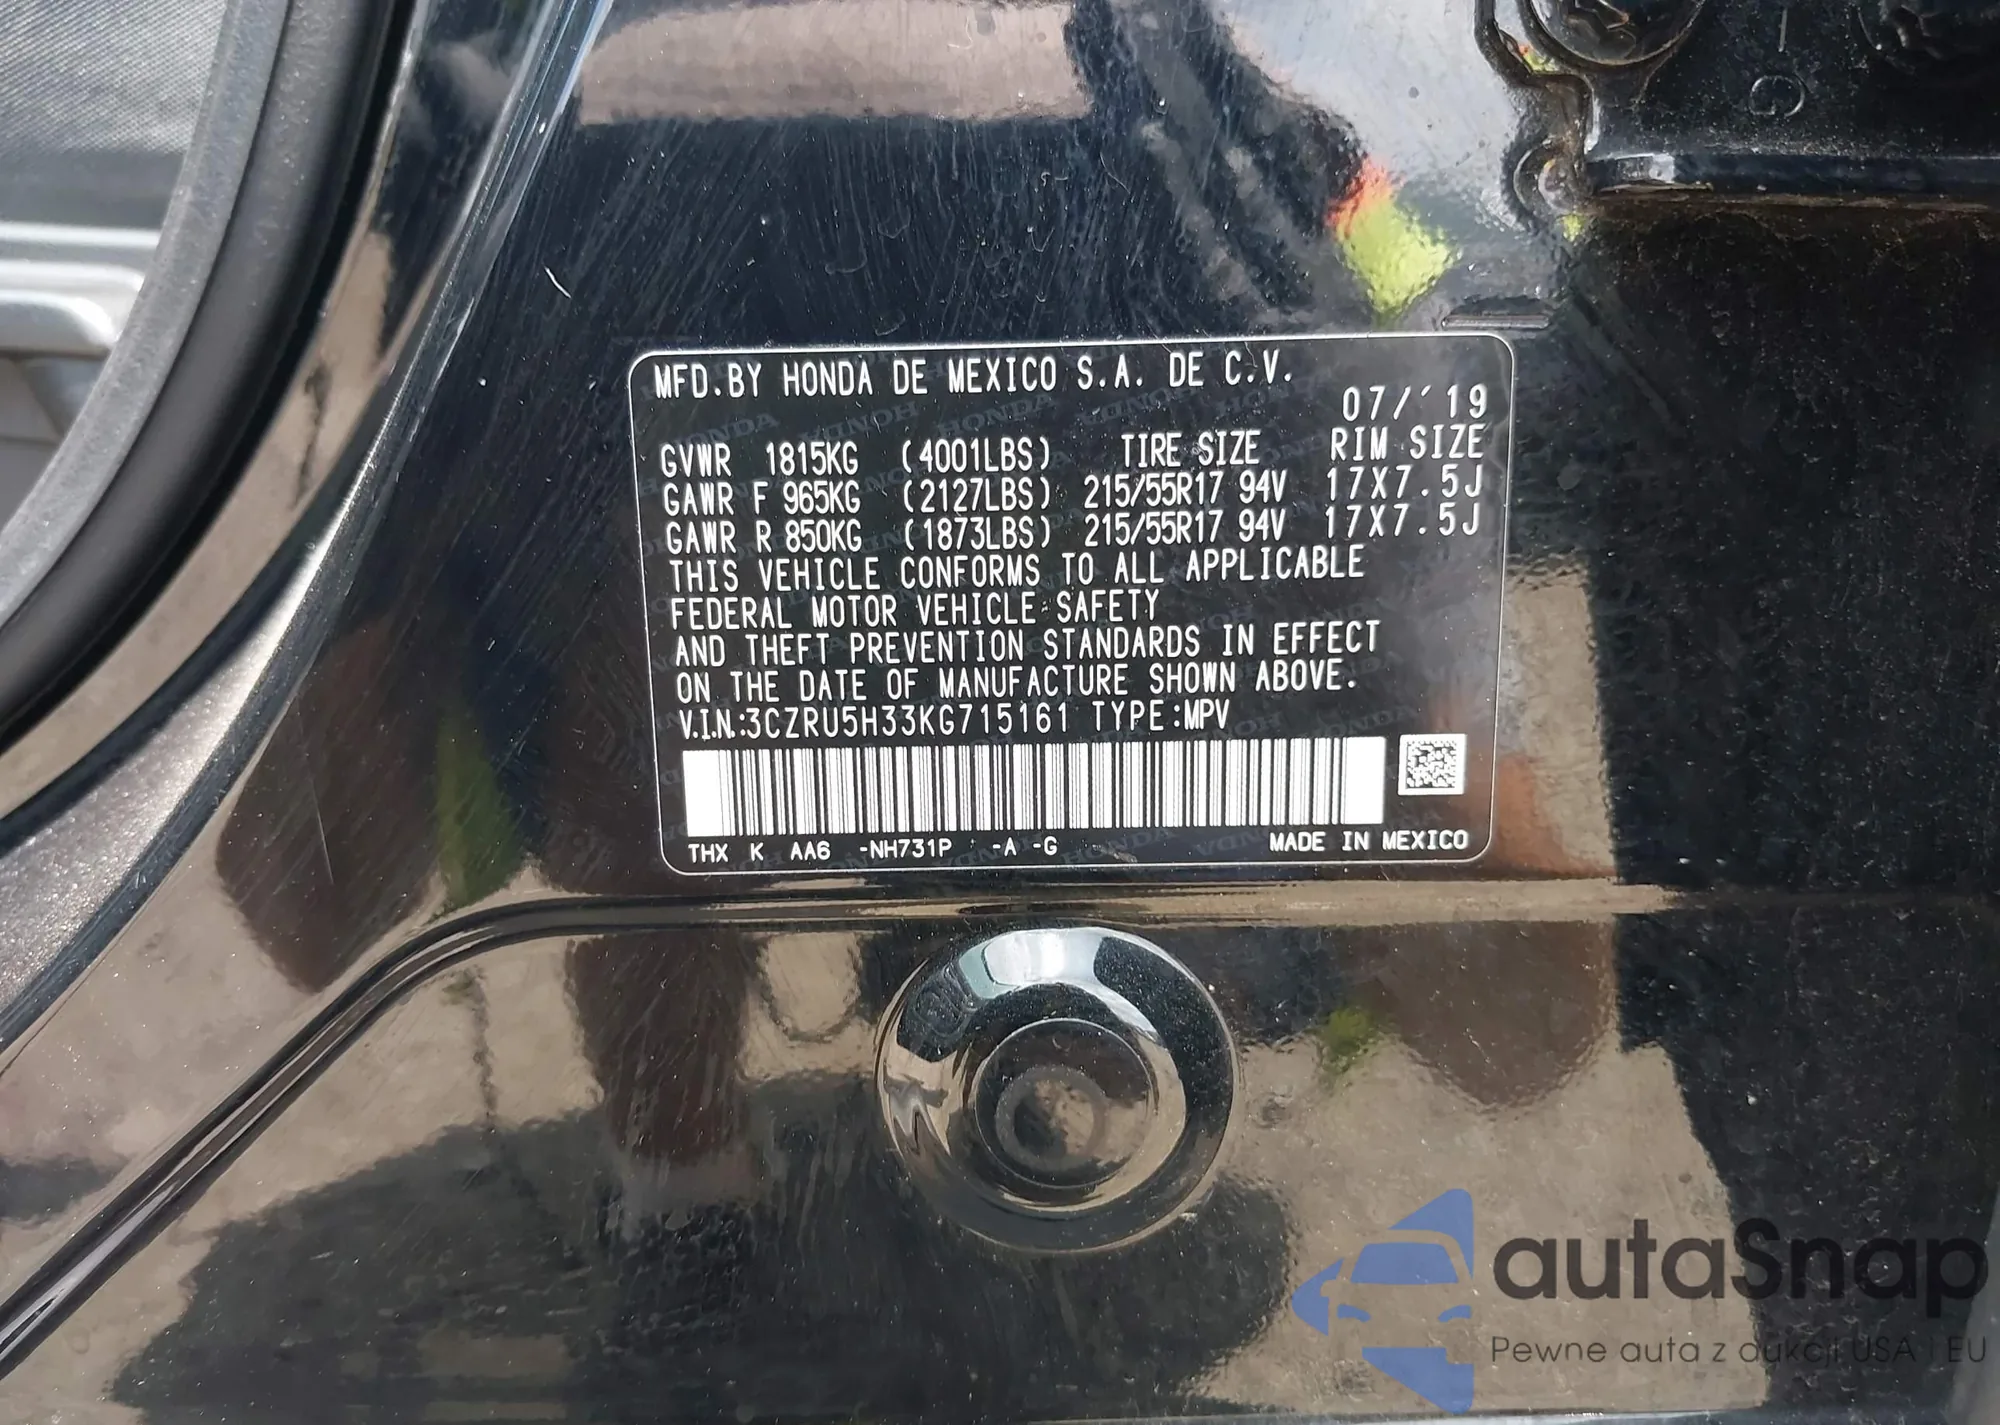 MFD.BY HONDA DE MEXICO S.A. DE C.V.
07/'19
GVWR 1815KG (4001LBS) TIRE SIZE RIM SIZE
GAWR F 965KG (2127LBS) 215/55R17 94V 17X7.5J
GAWR R 850KG (1873LBS) 215/55R17 94V 17X7.5J
THIS VEHICLE CONFORMS TO ALL APPLICABLE
FEDERAL MOTOR VEHICLE SAFETY
AND THEFT PREVENTION STANDARDS IN EFFECT
ON THE DATE OF MANUFACTURE SHOWN ABOVE.
V.I.N.:3CZRU5H33KG715161 TYPE:MPV
THX K AA6 -NH731P -A -G MADE IN MEXICO
autaSnap
Pewne auta z aukcji USA i EU